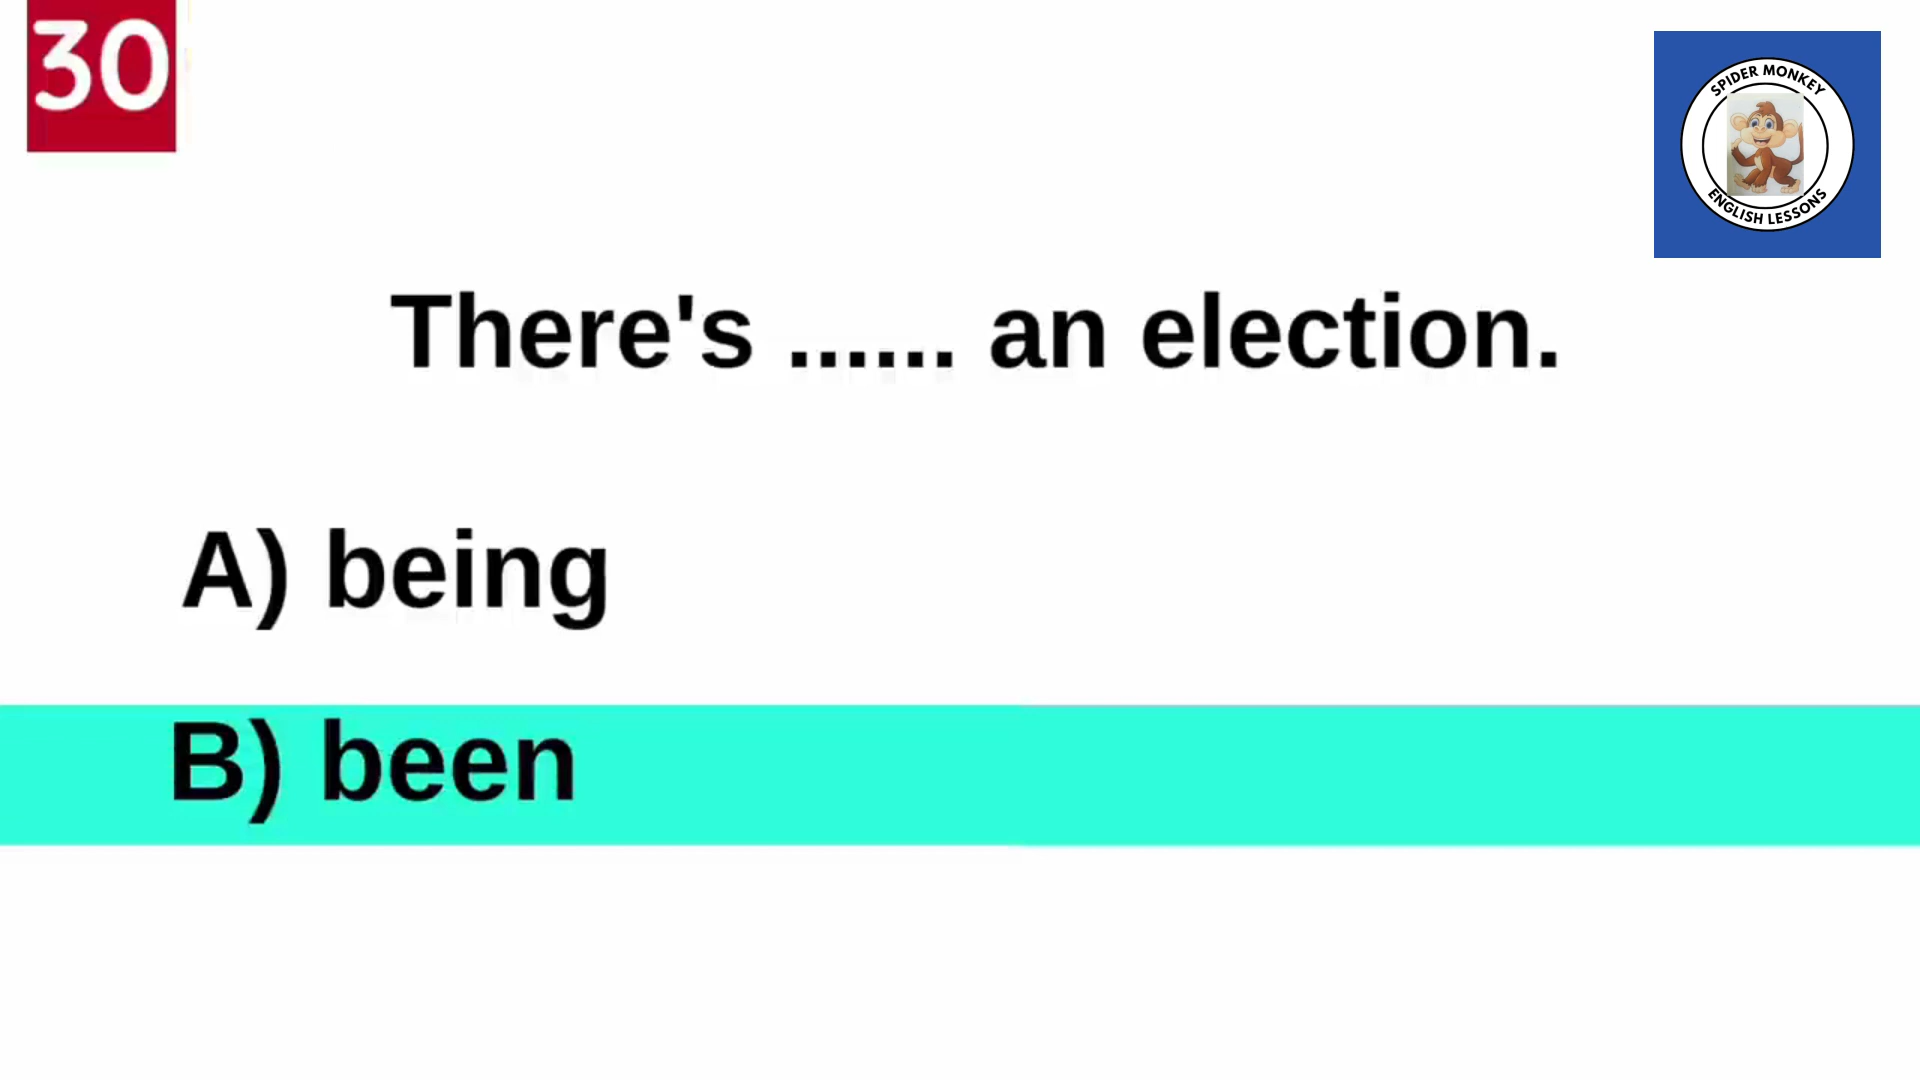 30
SPIDER MONKEY
ENGLISH LESSONS
There's ...... an election.
A) being
B) been